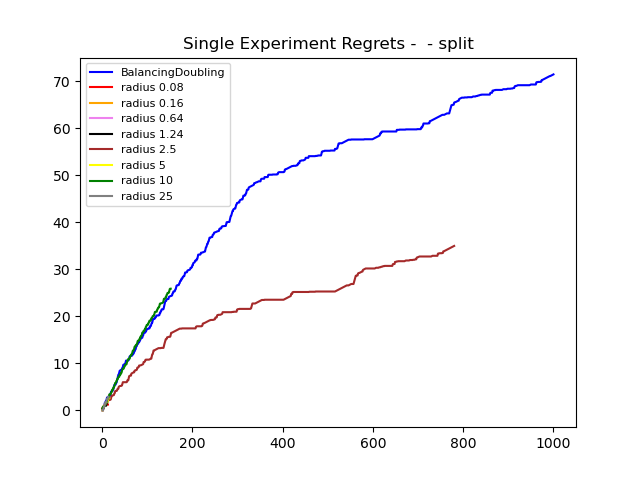 Single Experiment Regrets -  - split
BalancingDoubling
radius 0.08
radius 0.16
radius 0.64
radius 1.24
radius 2.5
radius 5
radius 10
radius 25
70
60
50
40
30
20
10
0
0 200 400 600 800 1000